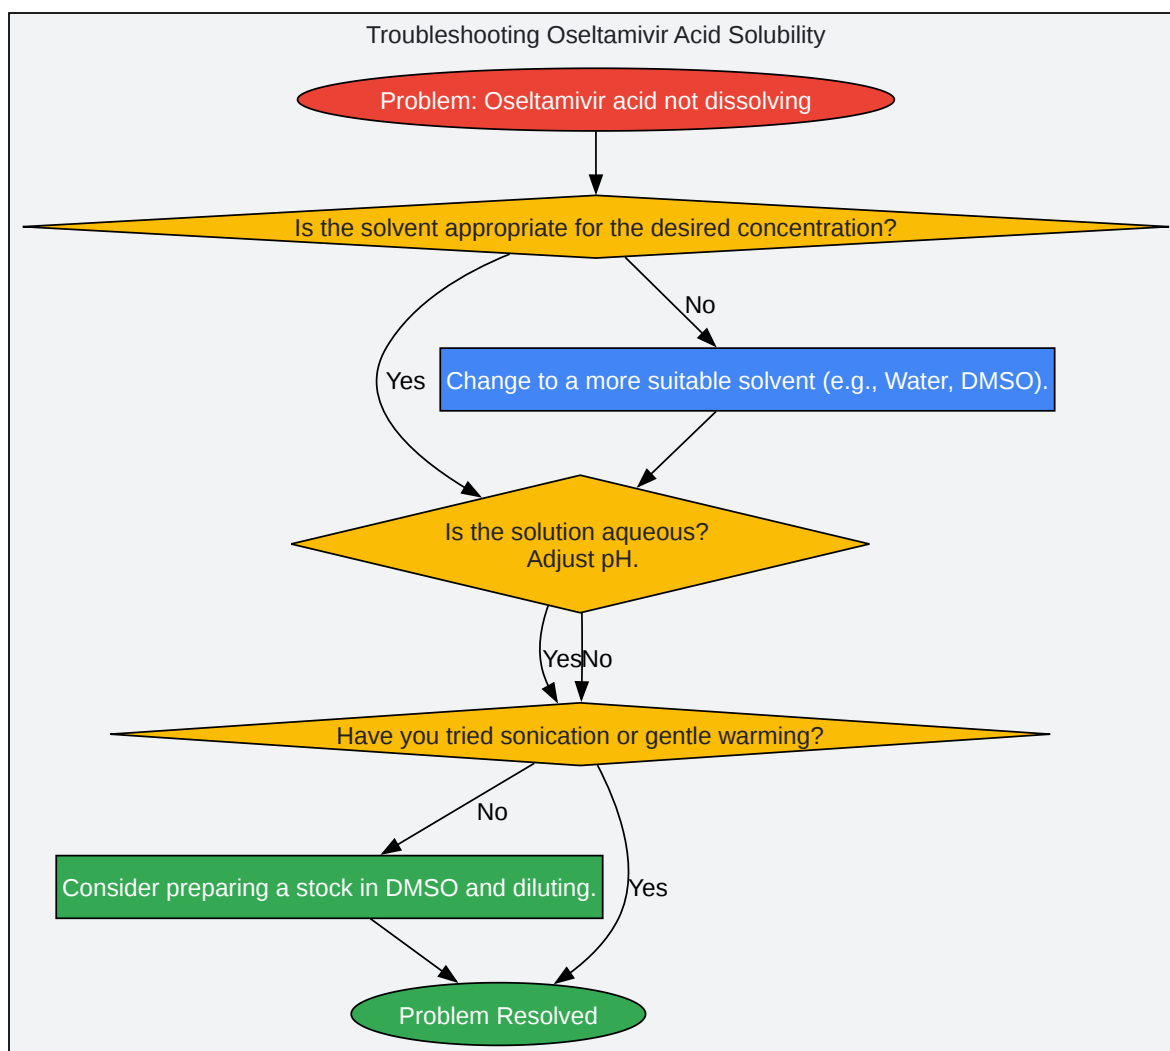 Troubleshooting Oseltamivir Acid Solubility
Problem: Oseltamivir acid not dissolving
Is the solvent appropriate for the desired concentration?
No
Yes
Change to a more suitable solvent (e.g., Water, DMSO).
Is the solution aqueous?
Adjust pH.
Yes
No
Have you tried sonication or gentle warming?
No
Consider preparing a stock in DMSO and diluting.
Yes
Problem Resolved